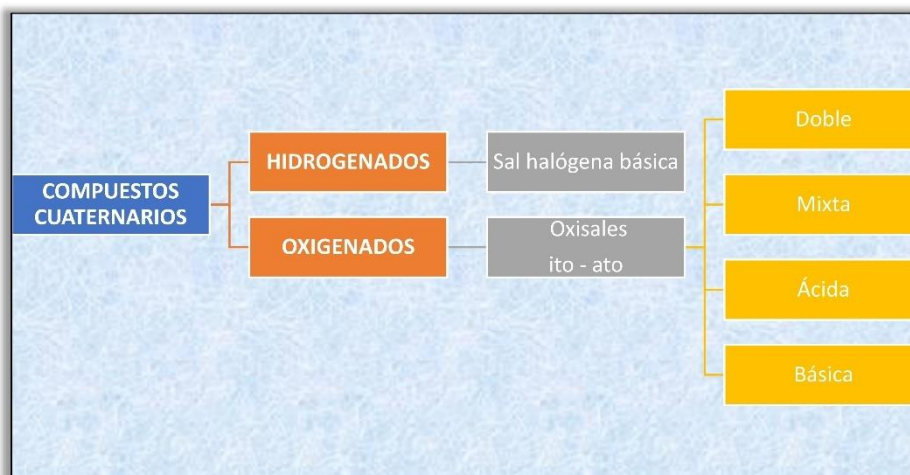 COMPUESTOS
CUATERNARIOS
HIDROGENADOS
Sal halógena básica
OXIGENADOS
Oxisales
ito - ato
Doble
Mixta
Ácida
Básica